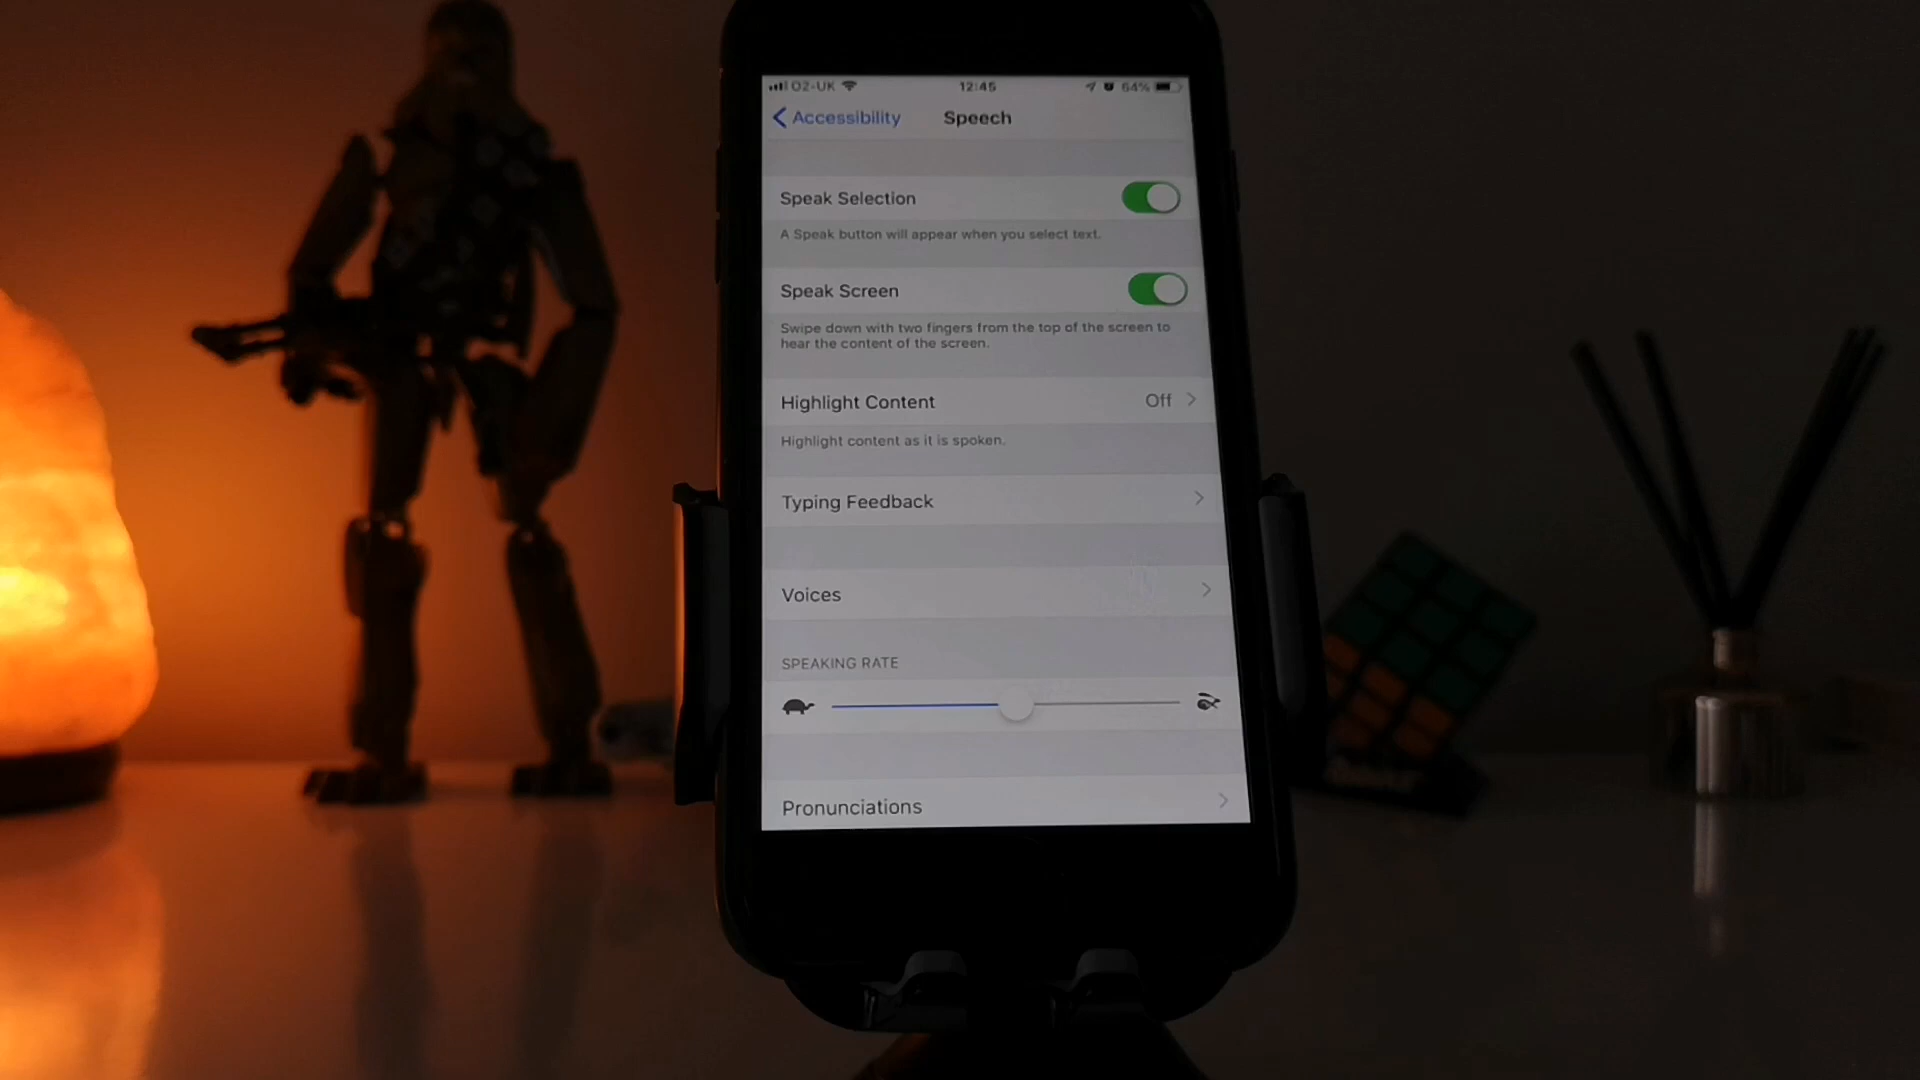 O2-UK 12:45 64%
Accessibility Speech
Speak Selection
A Speak button will appear when you select text.
Speak Screen
Swipe down with two fingers from the top of the screen to
hear the content of the screen.
Highlight Content Off
Highlight content as it is spoken.
Typing Feedback
Voices
SPEAKING RATE
Pronunciations